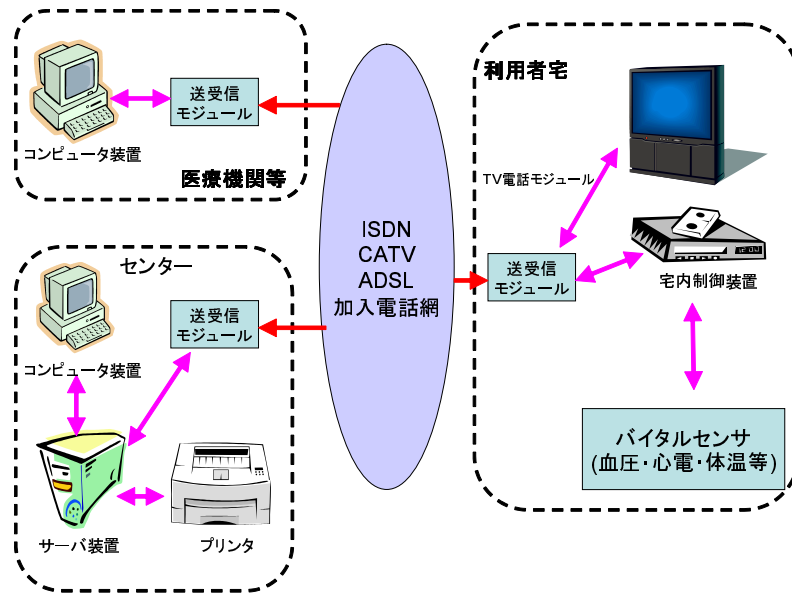 送受信
モジュール
コンピュータ装置
医療機関等
センター
コンピュータ装置
送受信
モジュール
サーバ装置
プリンタ
ISDN
CATV
ADSL
加入電話網
利用者宅
TV電話モジュール
送受信
モジュール
宅内制御装置
バイタルセンサ
(血圧・心電・体温等)